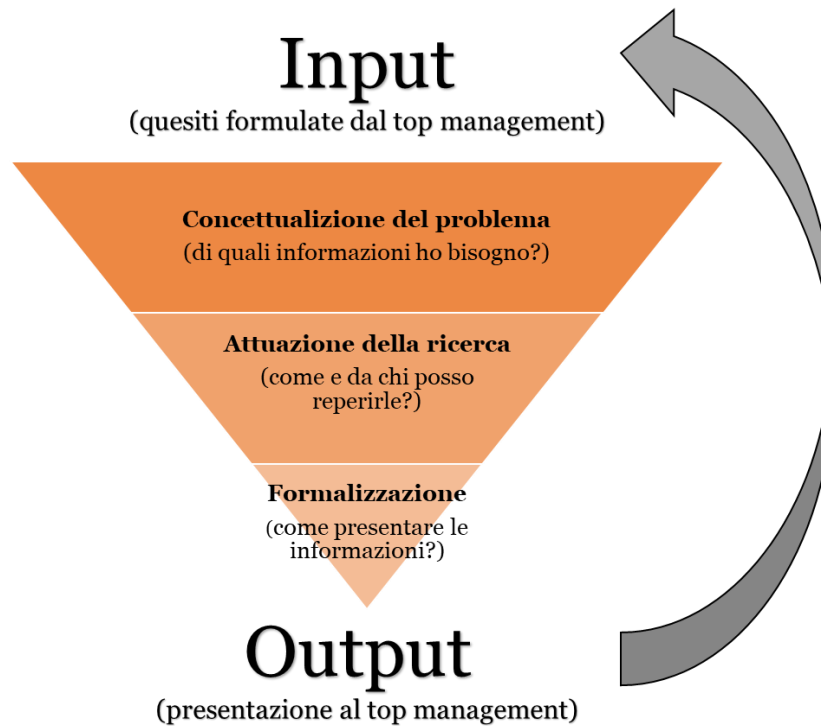 Input
(quesiti formulate dal top management)
Concettualizione del problema
(di quali informazioni ho bisogno?)
Attuazione della ricerca
(come e da chi posso
reperirle?)
Formalizzazione
(come presentare le
informazioni?)
Output
(presentazione al top management)